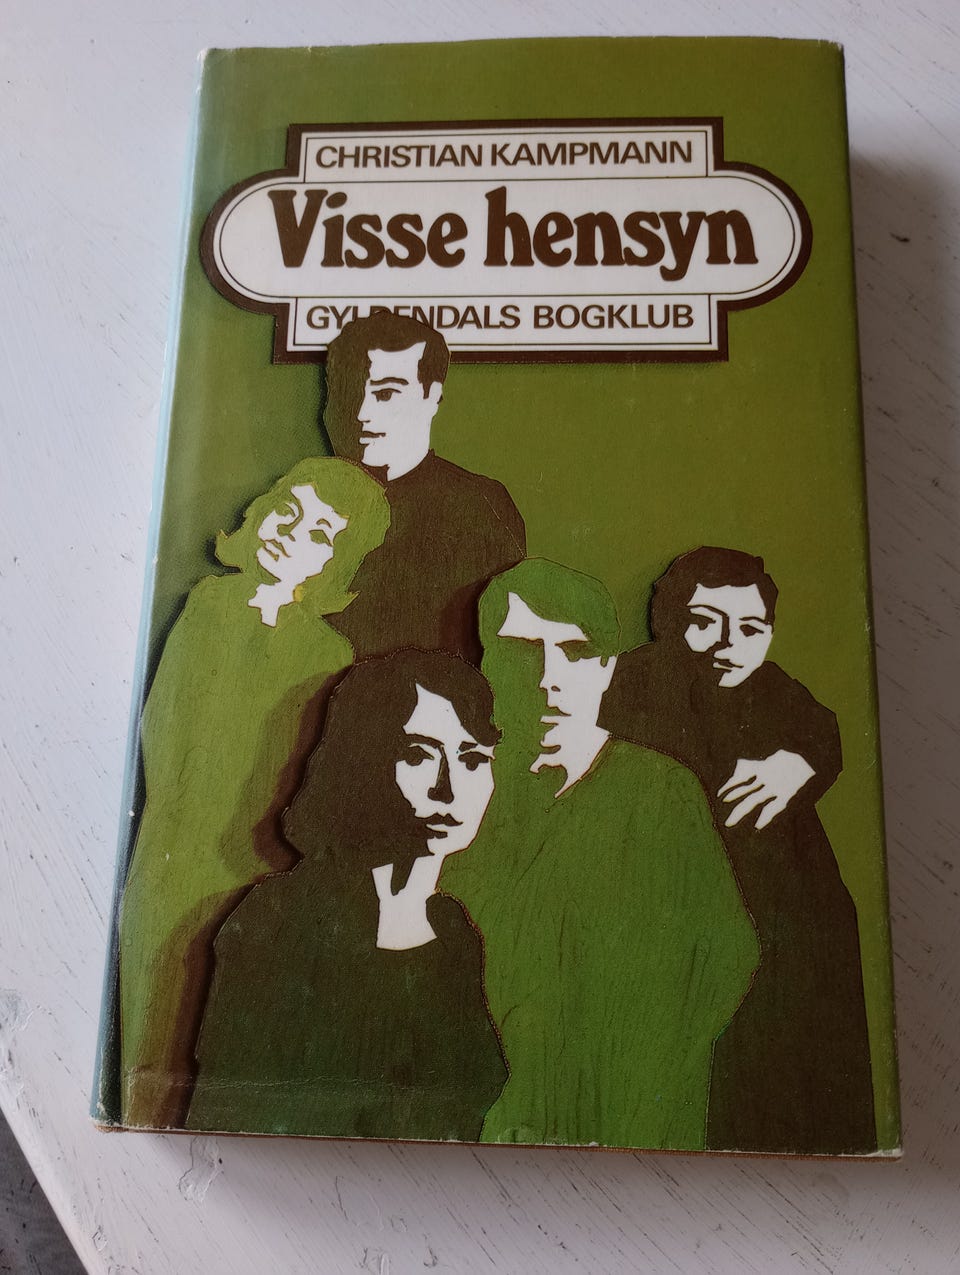 CHRISTIAN KAMPMANN
Visse hensyn
GYLDENDALS BOGKLUB